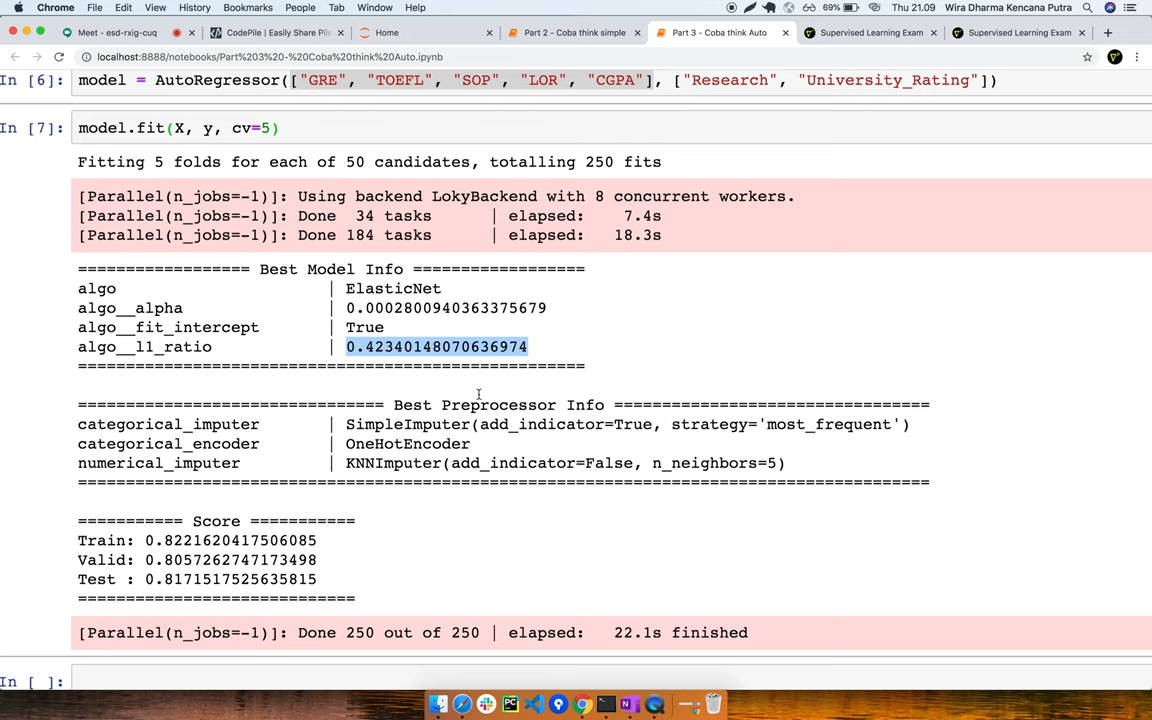 Chrome File Edit View History Bookmarks People Tab Window Help 69% Thu 21.09 Wira Dharma Kencana Putra
Meet - esd-rxig-cuq CodePile | Easily Share Pile Home Part 2 - Coba think simple Part 3 - Coba think Auto Supervised Learning Exam Supervised Learning Exam
localhost:8888/notebooks/Part%203%20-%20Coba%20think%20Auto.ipynb
In [6]: model = AutoRegressor(["GRE", "TOEFL", "SOP", "LOR", "CGPA"], ["Research", "University_Rating"])
In [7]: model.fit(X, y, cv=5)
Fitting 5 folds for each of 50 candidates, totalling 250 fits
[Parallel(n_jobs=-1)]: Using backend LokyBackend with 8 concurrent workers.
[Parallel(n_jobs=-1)]: Done 34 tasks | elapsed: 7.4s
[Parallel(n_jobs=-1)]: Done 184 tasks | elapsed: 18.3s
================== Best Model Info ==================
algo | ElasticNet
algo__alpha | 0.0002800940363375679
algo__fit_intercept | True
algo__l1_ratio | 0.42340148070636974
=====================================================
================================ Best Preprocessor Info =================================
categorical_imputer | SimpleImputer(add_indicator=True, strategy='most_frequent')
categorical_encoder | OneHotEncoder
numerical_imputer | KNNImputer(add_indicator=False, n_neighbors=5)
=========================================================================================
=========== Score ===========
Train: 0.8221620417506085
Valid: 0.8057262747173498
Test : 0.8171517525635815
=============================
[Parallel(n_jobs=-1)]: Done 250 out of 250 | elapsed: 22.1s finished
In [ ]: